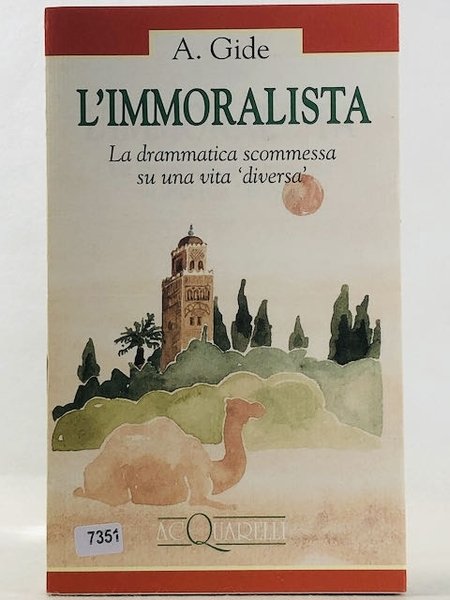 A. Gide
L'IMMORALISTA
La drammatica scommessa
su una vita 'diversa'
ACQUARELLI
7351